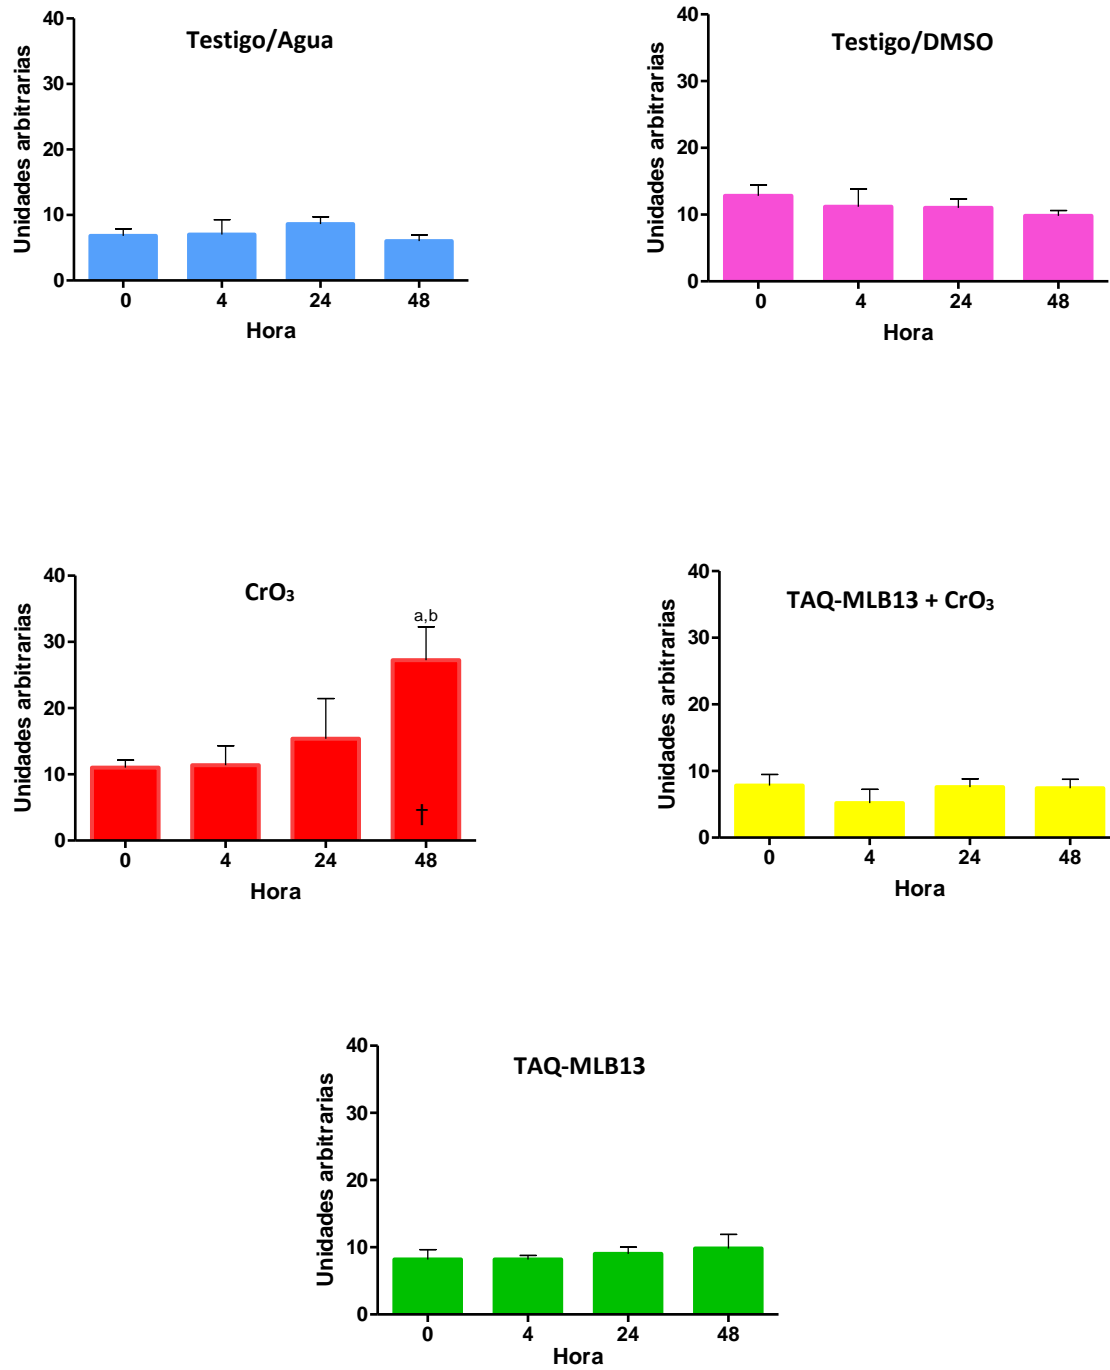 Testigo/Agua
Unidades arbitrarias
40
30
20
10
0
0 4 24 48
Hora
Testigo/DMSO
Unidades arbitrarias
40
30
20
10
0
0 4 24 48
Hora
CrO₃
Unidades arbitrarias
40
30
20
10
0
a,b
†
0 4 24 48
Hora
TAQ-MLB13 + CrO₃
Unidades arbitrarias
40
30
20
10
0
0 4 24 48
Hora
TAQ-MLB13
Unidades arbitrarias
40
30
20
10
0
0 4 24 48
Hora